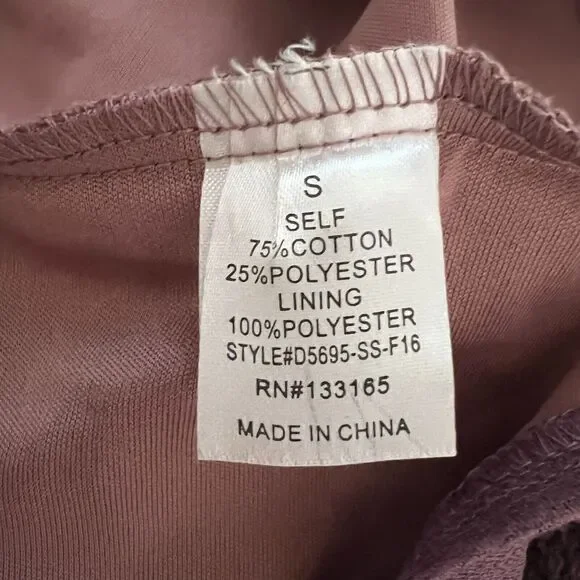 S
SELF
75%COTTON
25%POLYESTER
LINING
100%POLYESTER
STYLE#D5695-SS-F16
RN#133165
MADE IN CHINA